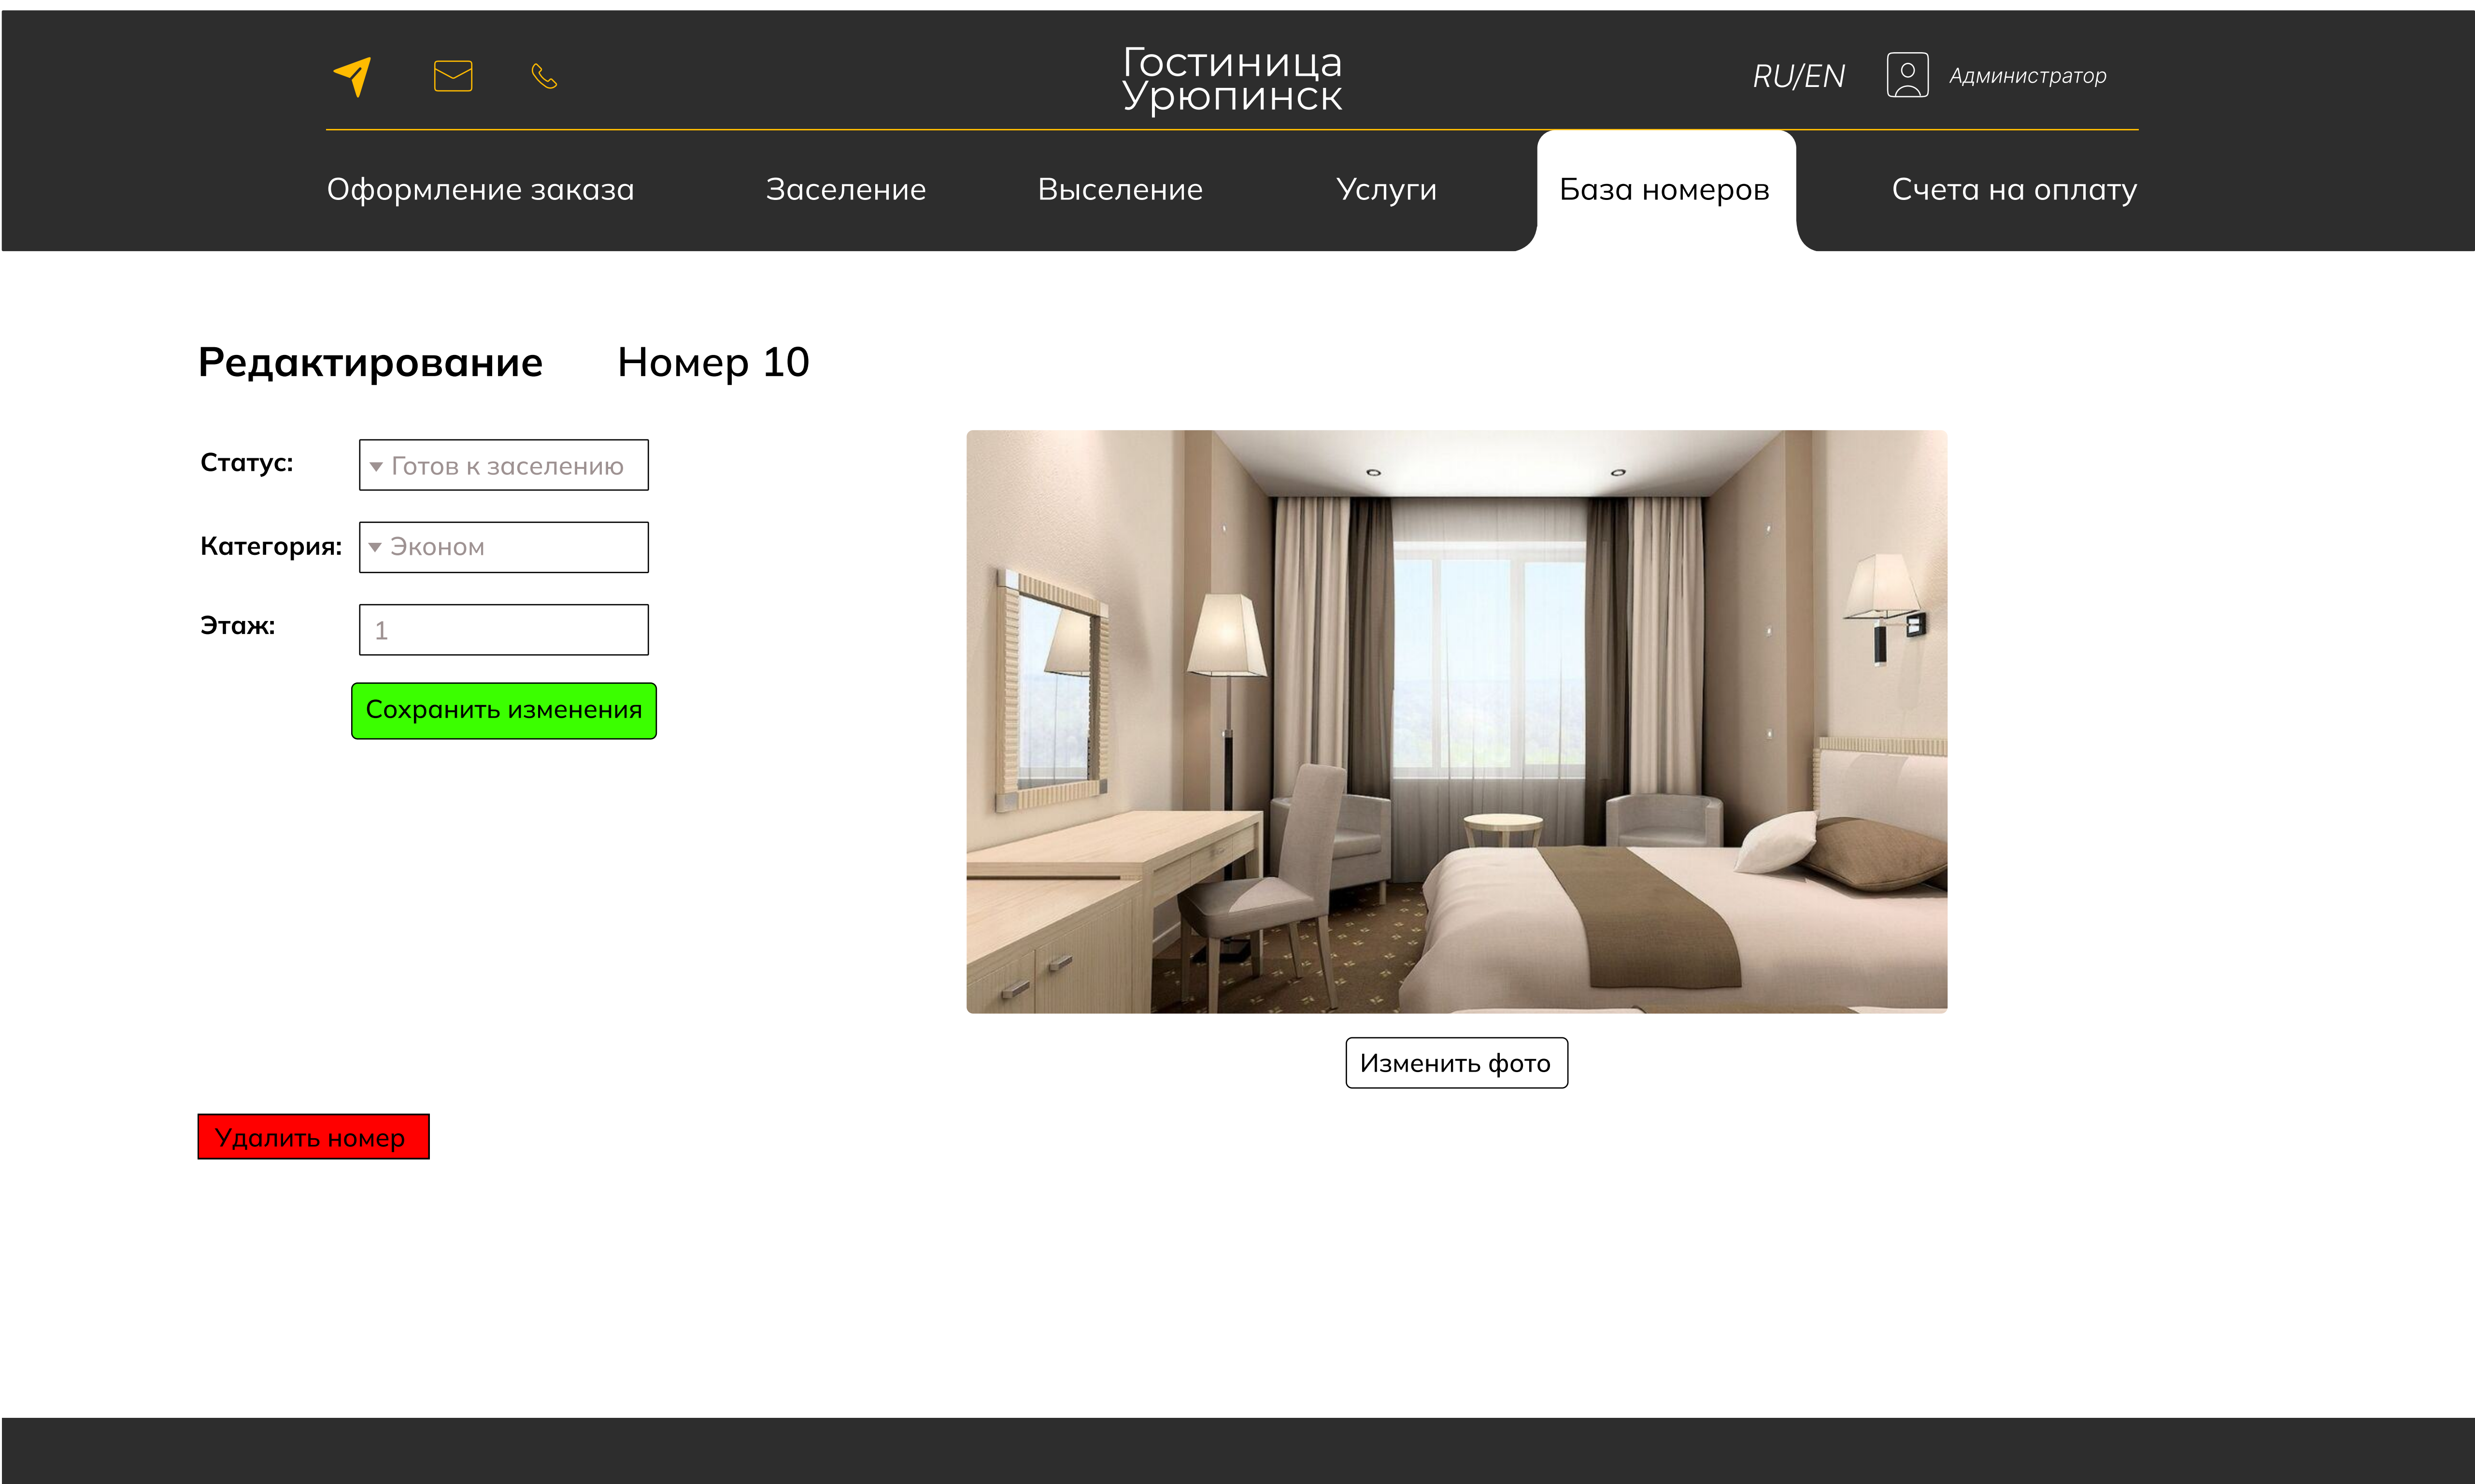 Гостиница
Урюпинск
RU/EN
Администратор
Оформление заказа
Заселение
Выселение
Услуги
База номеров
Счета на оплату
Редактирование
Номер 10
Статус:
Готов к заселению
Категория:
Эконом
Этаж:
1
Сохранить изменения
Изменить фото
Удалить номер